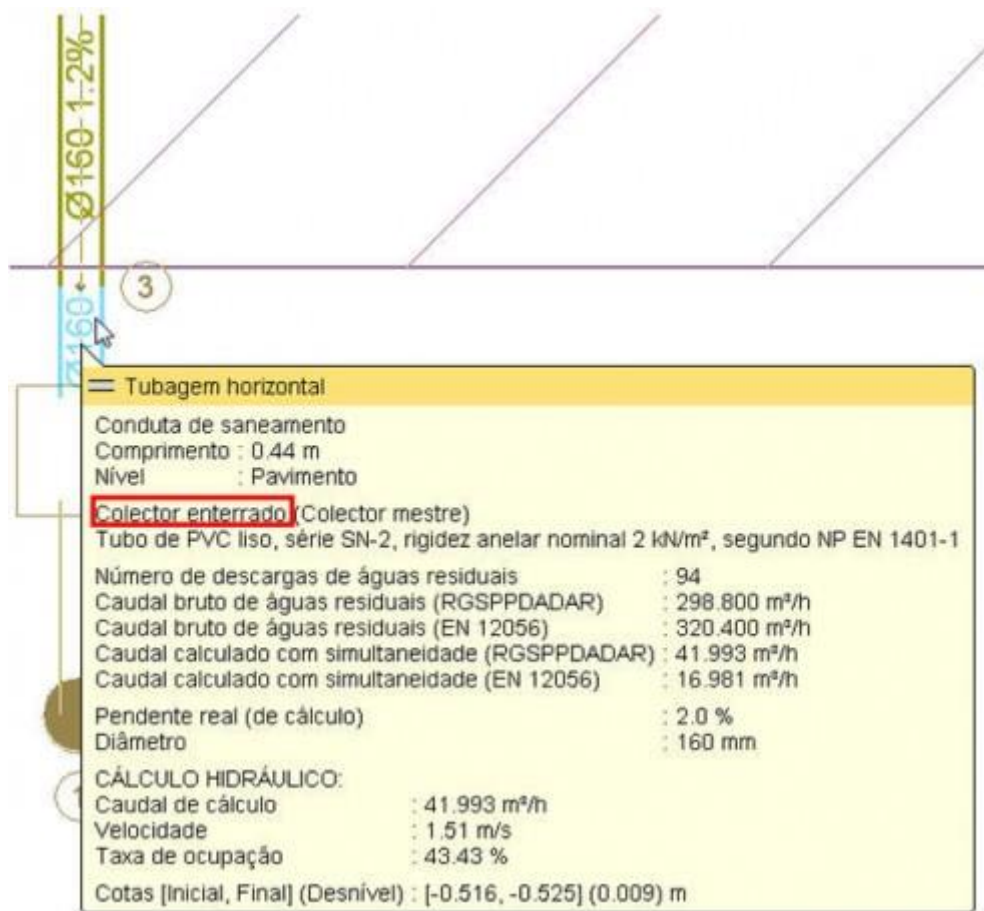 Ø160 1.2%
3
Ø160
Tubagem horizontal
Conduta de saneamento
Comprimento : 0.44 m
Nível : Pavimento
Colector enterrado (Colector mestre)
Tubo de PVC liso, série SN-2, rigidez anelar nominal 2 kN/m², segundo NP EN 1401-1
Número de descargas de águas residuais : 94
Caudal bruto de águas residuais (RGSPPDADAR) : 298.800 m³/h
Caudal bruto de águas residuais (EN 12056) : 320.400 m³/h
Caudal calculado com simultaneidade (RGSPPDADAR) : 41.993 m³/h
Caudal calculado com simultaneidade (EN 12056) : 16.981 m³/h
Pendente real (de cálculo) : 2.0 %
Diâmetro : 160 mm
1
CÁLCULO HIDRÁULICO:
Caudal de cálculo : 41.993 m³/h
Velocidade : 1.51 m/s
Taxa de ocupação : 43.43 %
Cotas [Inicial, Final] (Desnível) : [-0.516, -0.525] (0.009) m